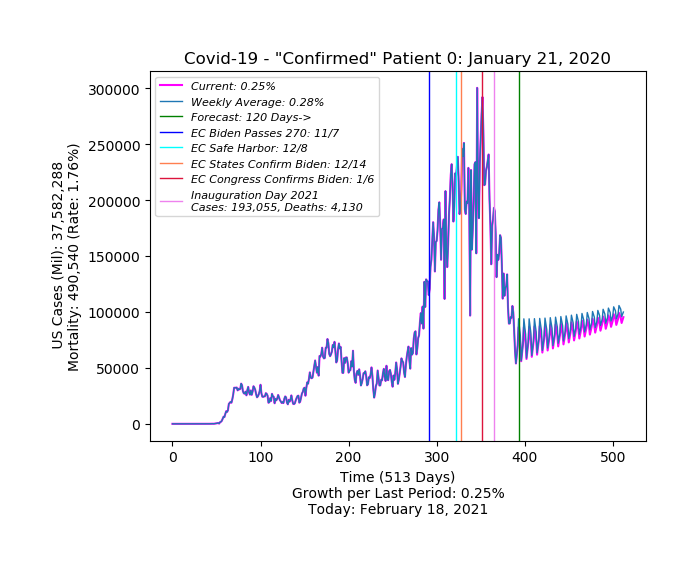 Covid-19 - "Confirmed" Patient 0: January 21, 2020
Current: 0.25%
Weekly Average: 0.28%
Forecast: 120 Days->
EC Biden Passes 270: 11/7
EC Safe Harbor: 12/8
EC States Confirm Biden: 12/14
EC Congress Confirms Biden: 1/6
Inauguration Day 2021
Cases: 193,055, Deaths: 4,130
US Cases (Mil): 37,582,288
Mortality: 490,540 (Rate: 1.76%)
300000
250000
200000
150000
100000
50000
0
0 100 200 300 400 500
Time (513 Days)
Growth per Last Period: 0.25%
Today: February 18, 2021